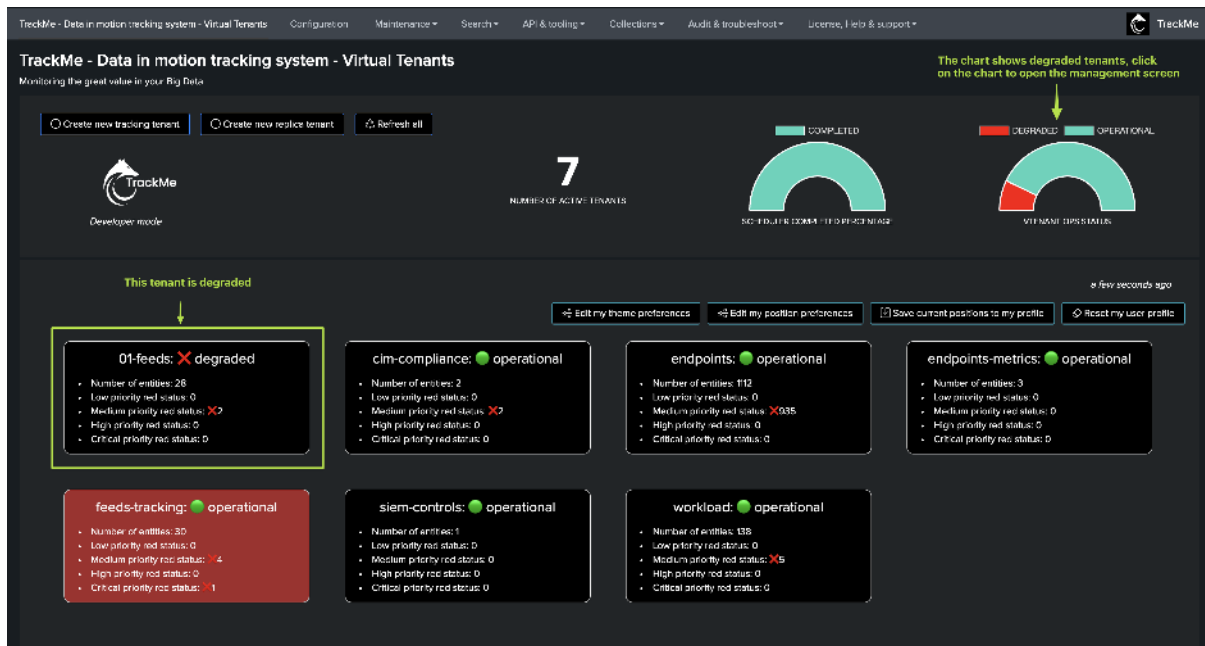 TrackMe - Data in motion tracking system - Virtual Tenants Configuration Maintenance Search API & tooling Collections Audit & troubleshoot License, Help & support TrackMe
TrackMe - Data in motion tracking system - Virtual Tenants
Monitoring the great value in your Big Data
The chart shows degraded tenants, click
on the chart to open the management screen
Create new tracking tenant Create new replica tenant Refresh all
COMPLETED
DEGRADED OPERATIONAL
TrackMe
Developer mode
7
NUMBER OF ACTIVE TENANTS
SCHEDULER COMPLETED PERCENTAGE
VTENANT OPS STATUS
This tenant is degraded
a few seconds ago
Edit my theme preferences Edit my position preferences Save current positions to my profile Reset my user profile
01-feeds: ❌ degraded
Number of entities: 26
Low priority red status: 0
Medium priority red status: ❌2
High priority red status: 0
Critical priority red status: 0
cim-compliance: 🟢 operational
Number of entities: 2
Low priority red status: 0
Medium priority red status: ❌2
High priority red status: 0
Critical priority red status: 0
endpoints: 🟢 operational
Number of entities: 1112
Low priority red status: 0
Medium priority red status: ❌935
High priority red status: 0
Critical priority red status: 0
endpoints-metrics: 🟢 operational
Number of entities: 3
Low priority red status: 0
Medium priority red status: 0
High priority red status: 0
Critical priority red status: 0
feeds-tracking: 🟢 operational
Number of entities: 30
Low priority red status: 0
Medium priority red status: ❌4
High priority red status: 0
Critical priority red status: ❌1
siem-controls: 🟢 operational
Number of entities: 1
Low priority red status: 0
Medium priority red status: 0
High priority red status: 0
Critical priority red status: 0
workload: 🟢 operational
Number of entities: 138
Low priority red status: 0
Medium priority red status: ❌5
High priority red status: 0
Critical priority red status: 0